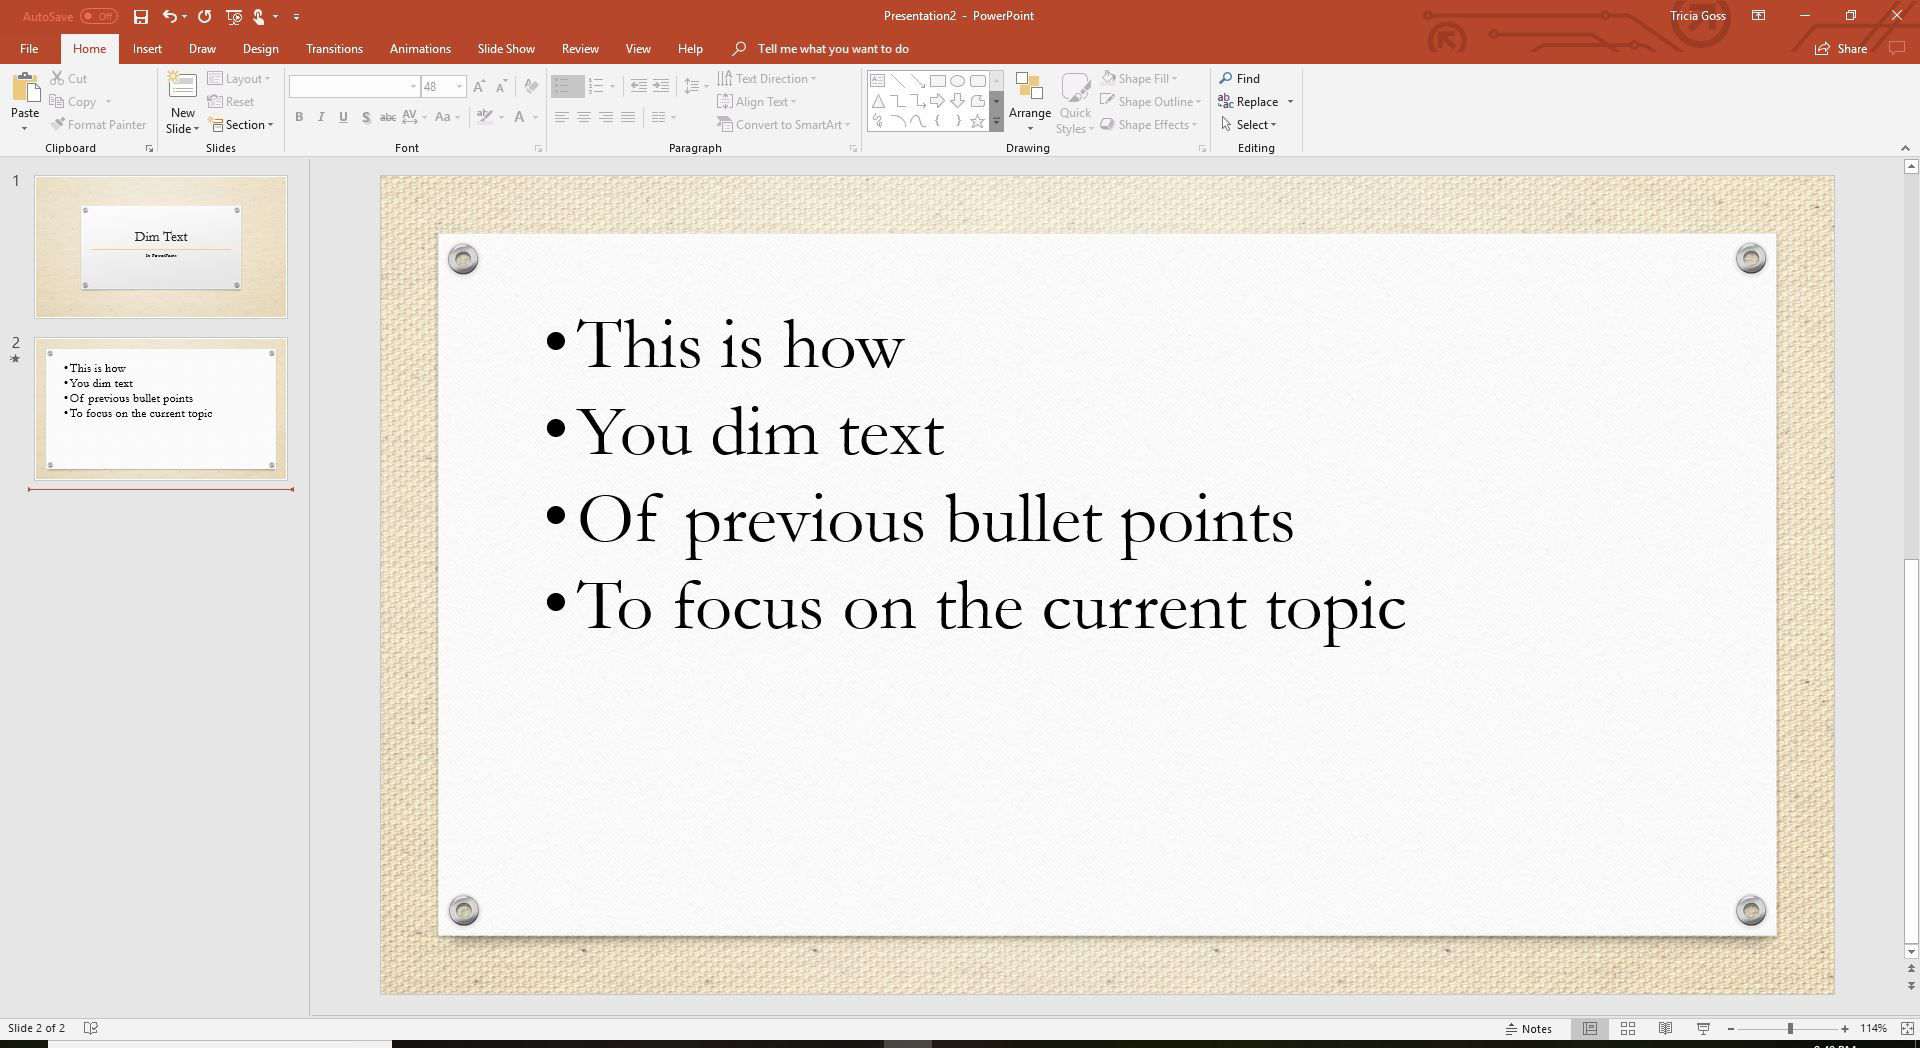 AutoSave Off
Presentation2 - PowerPoint
Tricia Goss
File Home Insert Draw Design Transitions Animations Slide Show Review View Help Tell me what you want to do
Share
Paste
Cut
Copy
Format Painter
Clipboard
New Slide
Layout
Reset
Section
Slides
48
B I U S abc AV Aa A
Font
Text Direction
Align Text
Convert to SmartArt
Paragraph
Arrange
Quick Styles
Shape Fill
Shape Outline
Shape Effects
Drawing
Find
Replace
Select
Editing
1
Dim Text
In PowerPoint
2
•This is how
•You dim text
•Of previous bullet points
•To focus on the current topic
•This is how
•You dim text
•Of previous bullet points
•To focus on the current topic
Slide 2 of 2
Notes
114%